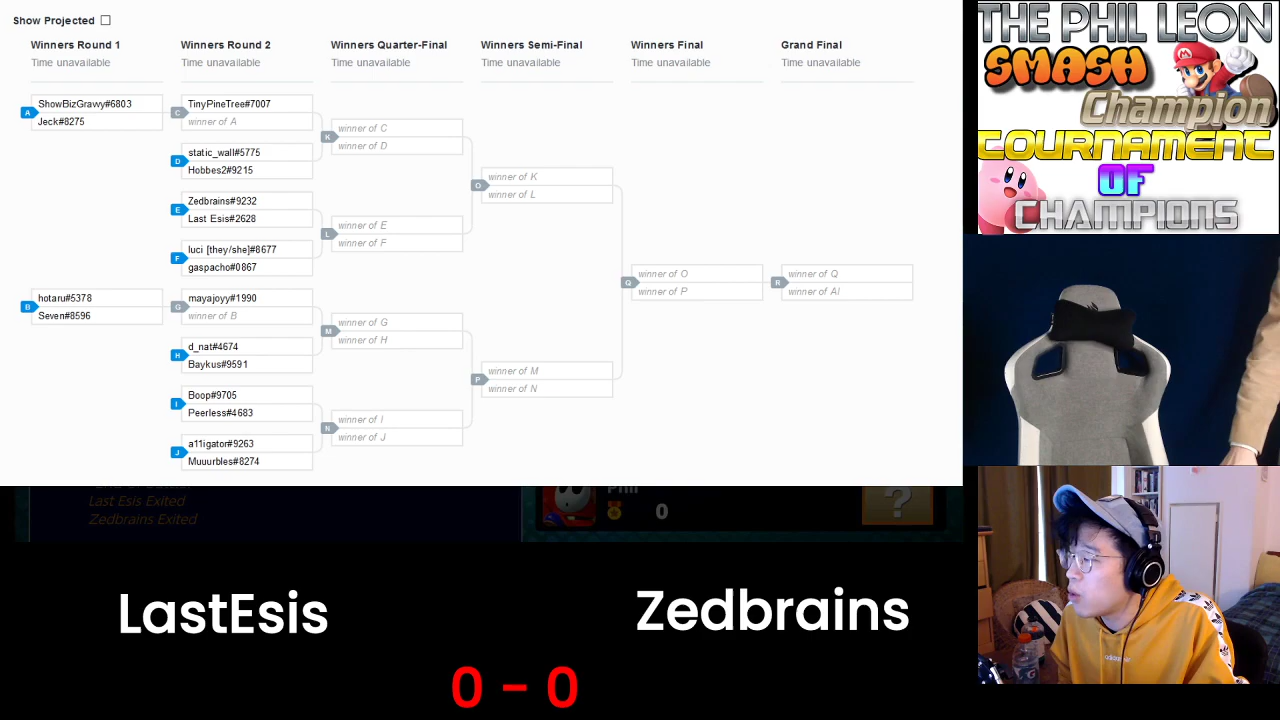 Show Projected
Winners Round 1
Winners Round 2
Winners Quarter-Final
Winners Semi-Final
Winners Final
Grand Final
Time unavailable
Time unavailable
Time unavailable
Time unavailable
Time unavailable
Time unavailable
A
ShowBizGravy#6803
Jeck#8275
B
hotaru#5378
Seven#8596
C
TinyPineTree#7007
winner of A
D
static_wall#5775
Hobbes2#9215
E
Zedbrains#9232
Last Esis#2628
F
luci [they/she]#8677
gaspacho#0867
G
mayajoyy#1990
winner of B
H
d_nat#4674
Baykus#9591
I
Boop#9705
Peerless#4683
J
a11igator#9263
Muuurbles#8274
K
winner of C
winner of D
L
winner of E
winner of F
M
winner of G
winner of H
N
winner of I
winner of J
O
winner of K
winner of L
P
winner of M
winner of N
Q
winner of O
winner of P
R
winner of Q
winner of AI
THE PHIL LEON
SMASH
Champion
TOURNAMENT
OF
CHAMPIONS
Last Esis Exited
Zedbrains Exited
Phil
0
?
LastEsis
Zedbrains
0 - 0
adidas